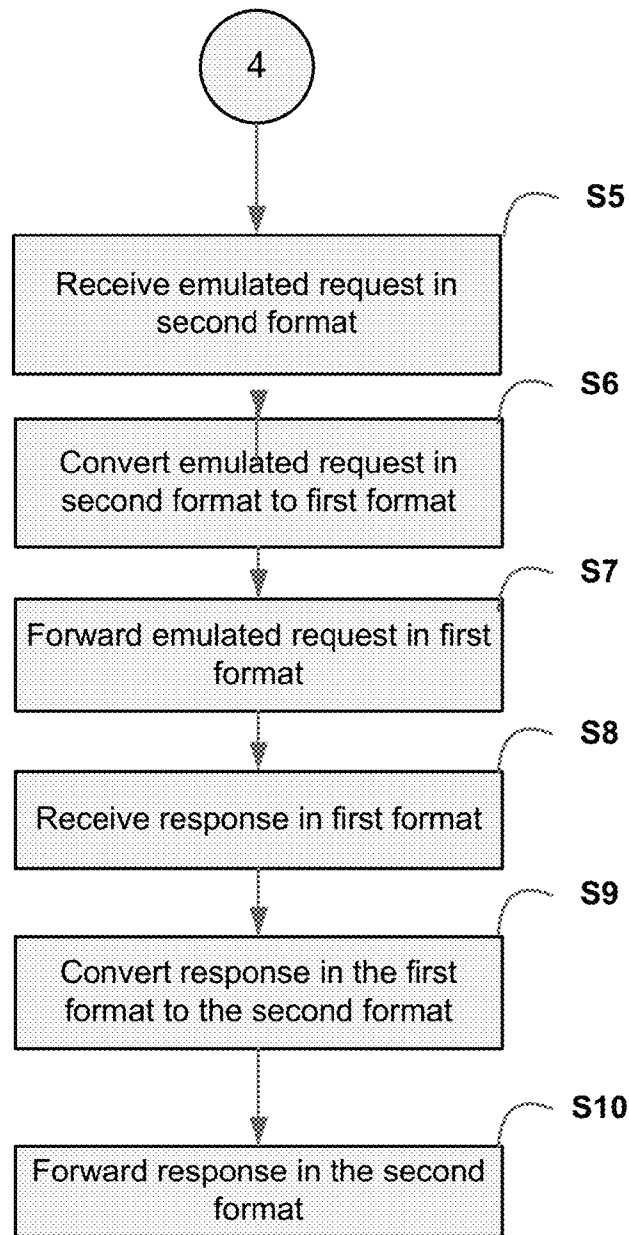 4
S5
Receive emulated request in
second format
S6
Convert emulated request in
second format to first format
S7
Forward emulated request in first
format
S8
Receive response in first format
S9
Convert response in the first
format to the second format
S10
Forward response in the second
format